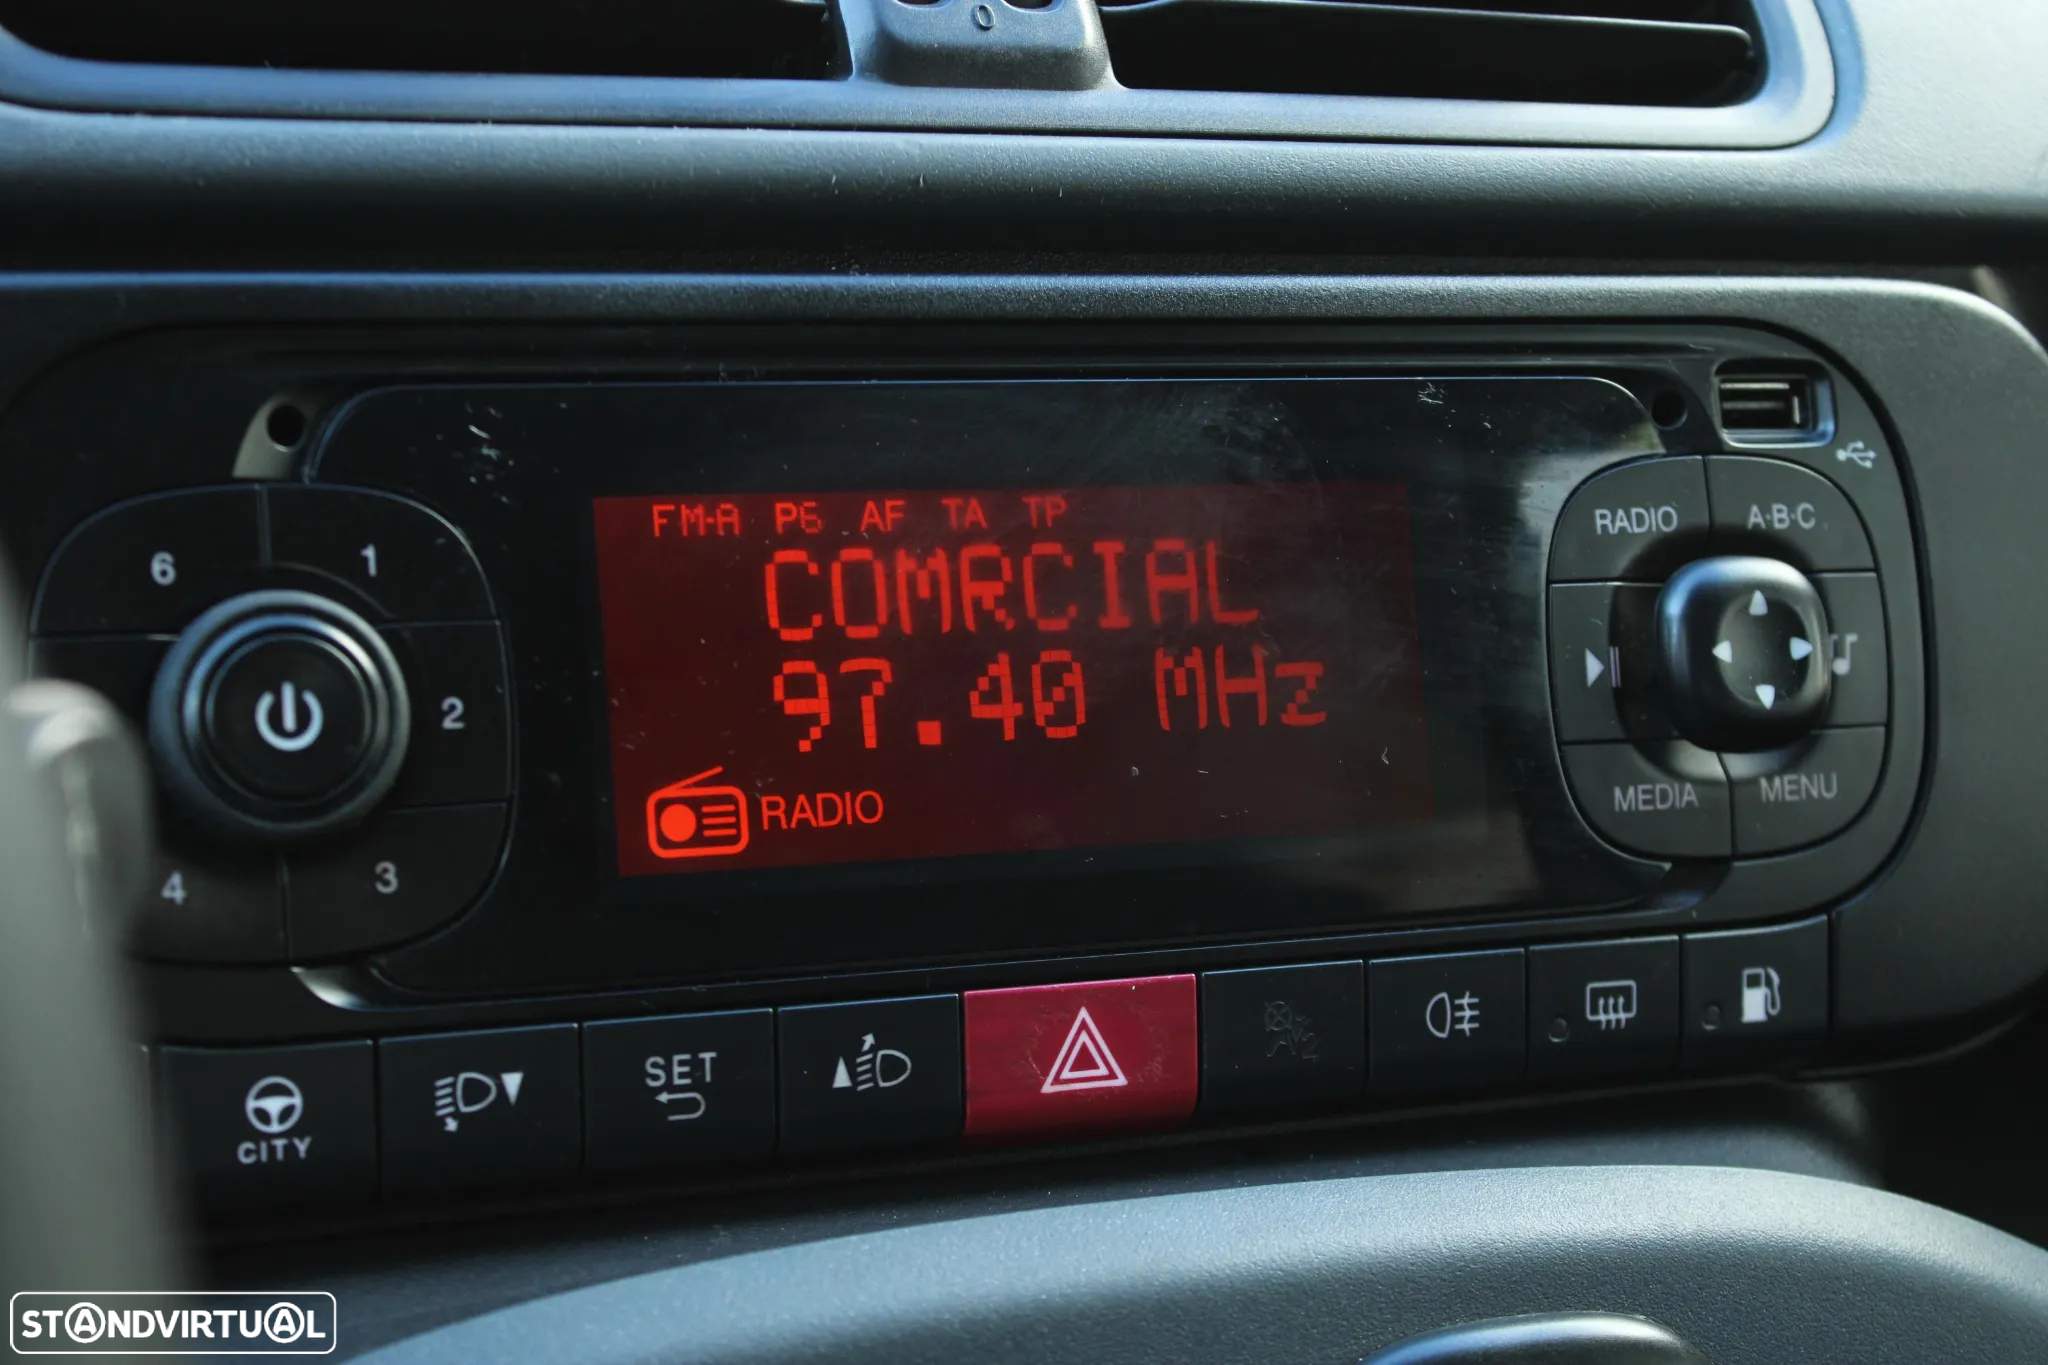 0
FM-A P6 AF TA TP
COMRCIAL
97.40 MHz
RADIO
6 1
2
4 3
RADIO A·B·C
MEDIA MENU
CITY
SET
STANDVIRTUAL